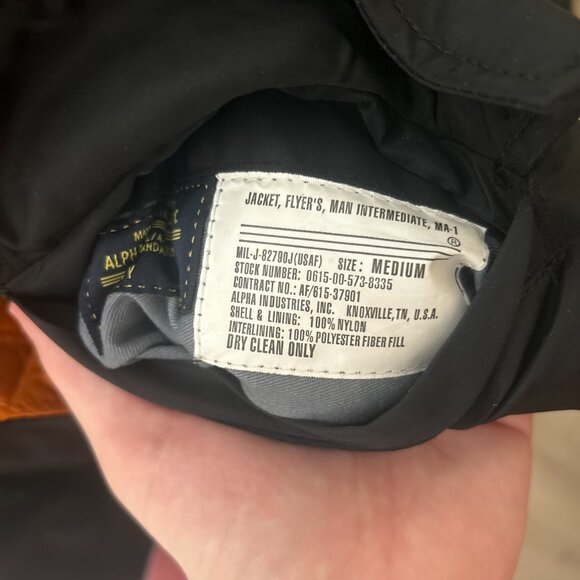 JACKET, FLYER'S, MAN INTERMEDIATE, MA-1
®
MIL-J-82790J(USAF) SIZE: MEDIUM
STOCK NUMBER: 0615-00-573-8335
CONTRACT NO.: AF/615-37901
ALPHA INDUSTRIES, INC. KNOXVILLE, TN, U.S.A.
SHELL & LINING: 100% NYLON
INTERLINING: 100% POLYESTER FIBER FILL
DRY CLEAN ONLY
ALPHA